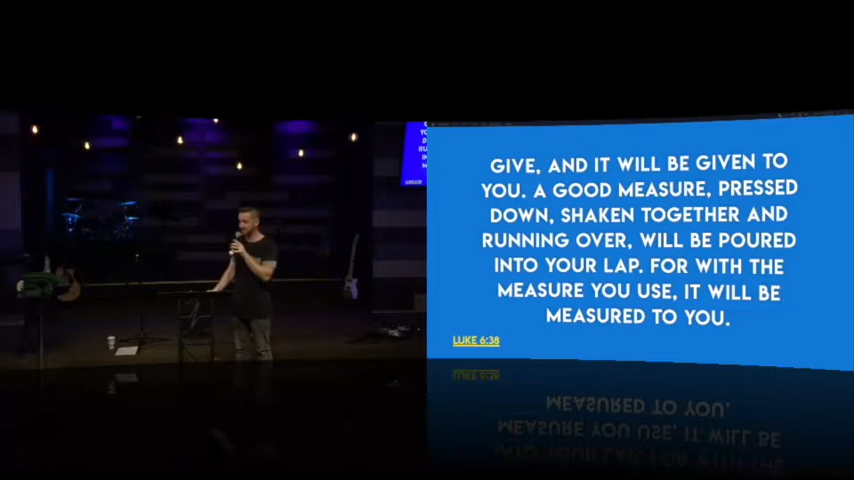 GIVE, AND IT WILL BE GIVEN TO
YOU. A GOOD MEASURE, PRESSED
DOWN, SHAKEN TOGETHER AND
RUNNING OVER, WILL BE POURED
INTO YOUR LAP. FOR WITH THE
MEASURE YOU USE, IT WILL BE
MEASURED TO YOU.
LUKE 6:38